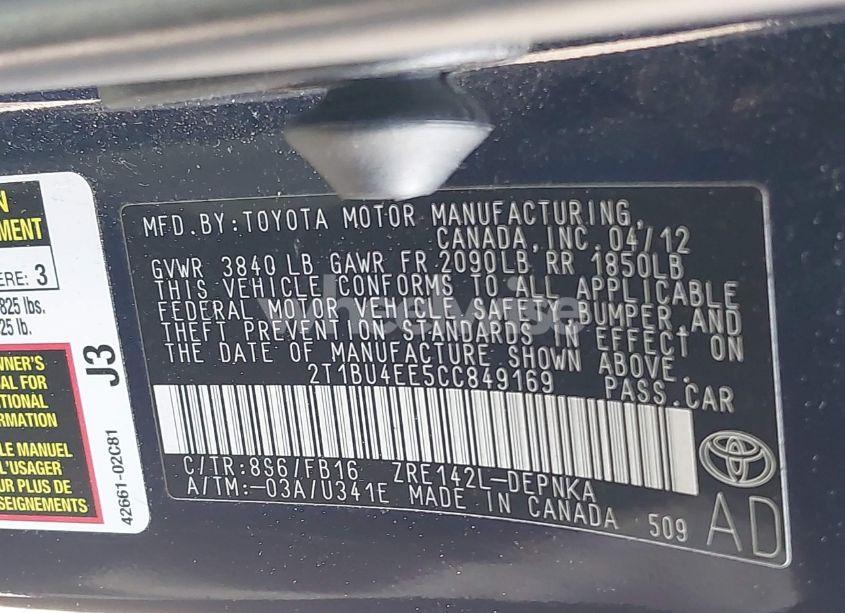 MFD. BY: TOYOTA MOTOR MANUFACTURING,
CANADA, INC. 04/12
GVWR 3840 LB GAWR FR 2090LB RR 1850LB
THIS VEHICLE CONFORMS TO ALL APPLICABLE
FEDERAL MOTOR VEHICLE SAFETY, BUMPER, AND
THEFT PREVENTION STANDARDS IN EFFECT ON
THE DATE OF MANUFACTURE SHOWN ABOVE.
2T1BU4EE5CC849169
PASS. CAR
C/TR: 8S6/FB16 ZRE142L-DEPNKA
A/TM: -03A/U341E MADE IN CANADA
509
AD
ERE: 3
825 lbs.
25 lb.
J3
WNER'S
AL FOR
TIONAL
RMATION
LE MANUEL
L'USAGER
UR PLUS DE
SEIGNEMENTS
42661-02C81